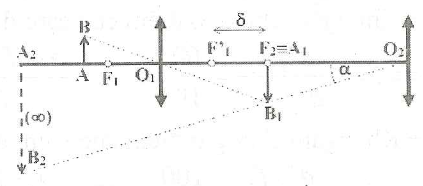 δ
B
A₂
A
F₁
O₁
F'₁
F₂≡A₁
O₂
α
B₁
(∞)
B₂